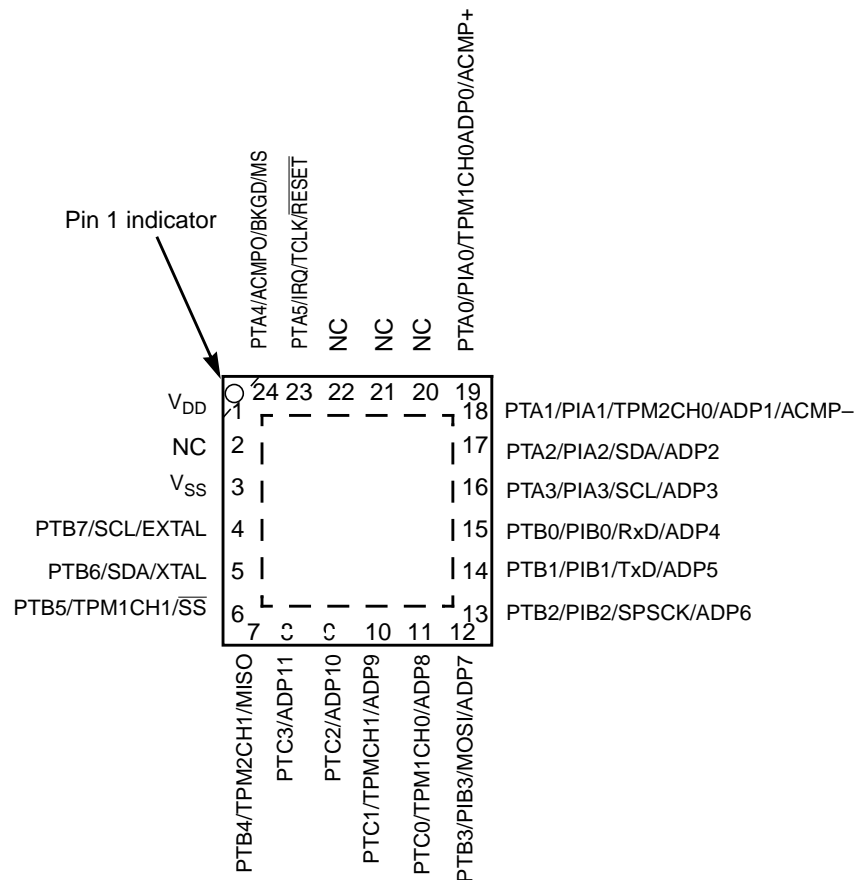 PTA4/ACMPO/BKGD/MS
PTA5/IRQ/TCLK/RESET
NC
NC
NC
PTA0/PIA0/TPM1CH0ADP0/ACMP+
Pin 1 indicator
24 23 22 21 20 19
VDD 1
NC 2
VSS 3
PTB7/SCL/EXTAL 4
PTB6/SDA/XTAL 5
PTB5/TPM1CH1/SS 6
18 PTA1/PIA1/TPM2CH0/ADP1/ACMP–
17 PTA2/PIA2/SDA/ADP2
16 PTA3/PIA3/SCL/ADP3
15 PTB0/PIB0/RxD/ADP4
14 PTB1/PIB1/TxD/ADP5
13 PTB2/PIB2/SPSCK/ADP6
7 10 11 12
PTB4/TPM2CH1/MISO
PTC3/ADP11
PTC2/ADP10
PTC1/TPMCH1/ADP9
PTC0/TPM1CH0/ADP8
PTB3/PIB3/MOSI/ADP7